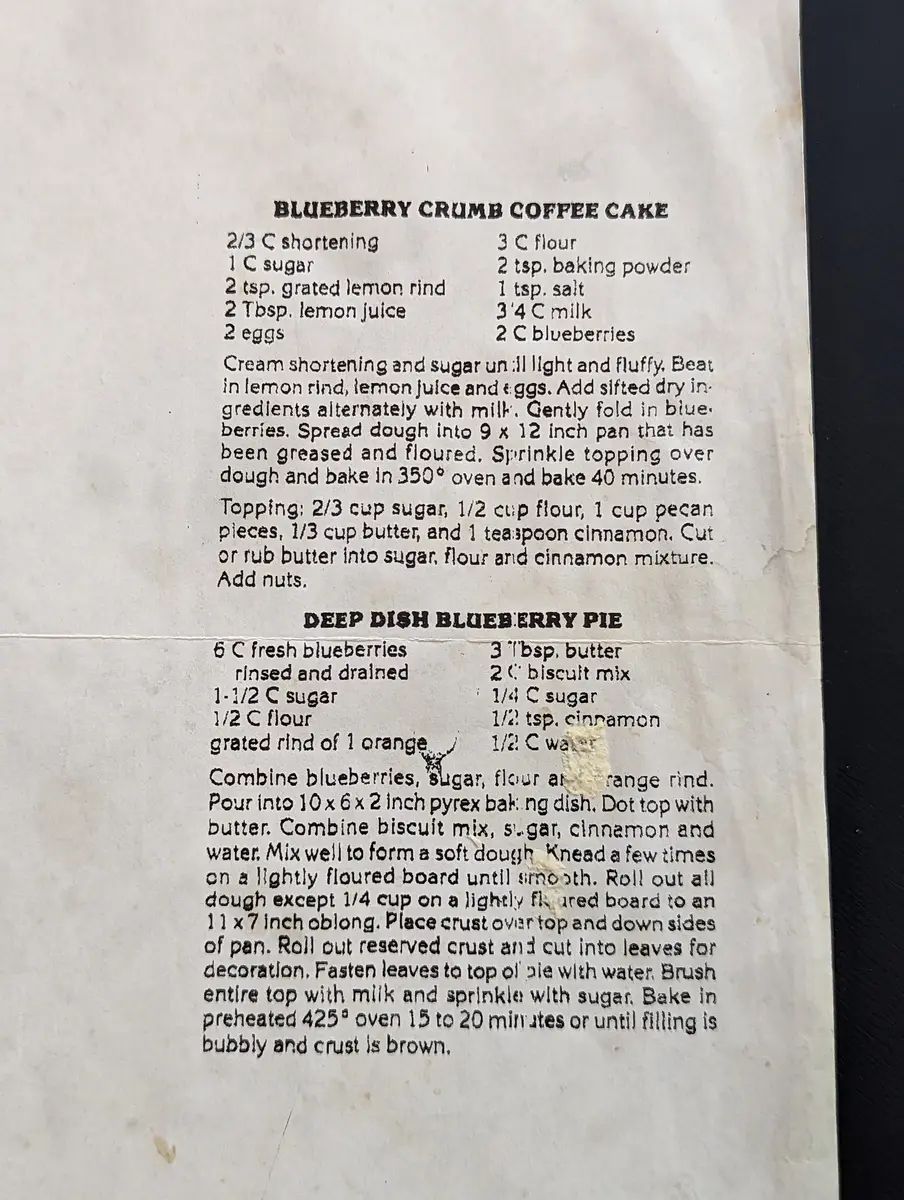 BLUEBERRY CRUMB COFFEE CAKE
2/3 C shortening
1 C sugar
2 tsp. grated lemon rind
2 Tbsp. lemon juice
2 eggs
3 C flour
2 tsp. baking powder
1 tsp. salt
3/4 C milk
2 C blueberries
Cream shortening and sugar until light and fluffy. Beat
in lemon rind, lemon juice and eggs. Add sifted dry in-
gredients alternately with milk. Gently fold in blue-
berries. Spread dough into 9 x 12 inch pan that has
been greased and floured. Sprinkle topping over
dough and bake in 350° oven and bake 40 minutes.
Topping: 2/3 cup sugar, 1/2 cup flour, 1 cup pecan
pieces, 1/3 cup butter, and 1 teaspoon cinnamon. Cut
or rub butter into sugar, flour and cinnamon mixture.
Add nuts.
DEEP DISH BLUEBERRY PIE
6 C fresh blueberries
rinsed and drained
1-1/2 C sugar
1/2 C flour
grated rind of 1 orange
3 Tbsp. butter
2 C biscuit mix
1/4 C sugar
1/2 tsp. cinnamon
1/2 C water
Combine blueberries, sugar, flour and orange rind.
Pour into 10 x 6 x 2 inch pyrex baking dish. Dot top with
butter. Combine biscuit mix, sugar, cinnamon and
water. Mix well to form a soft dough. Knead a few times
on a lightly floured board until smooth. Roll out all
dough except 1/4 cup on a lightly floured board to an
11 x 7 inch oblong. Place crust over top and down sides
of pan. Roll out reserved crust and cut into leaves for
decoration. Fasten leaves to top of pie with water. Brush
entire top with milk and sprinkle with sugar. Bake in
preheated 425° oven 15 to 20 minutes or until filling is
bubbly and crust is brown.